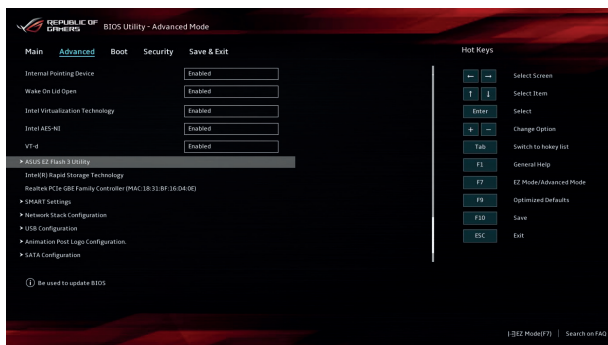 REPUBLIC OF GAMERS BIOS Utility - Advanced Mode
Main Advanced Boot Security Save & Exit
Hot Keys
Internal Pointing Device Enabled
Wake On Lid Open Enabled
Intel Virtualization Technology Enabled
Intel AES-NI Enabled
VT-d Enabled
> ASUS EZ Flash 3 Utility
Intel(R) Rapid Storage Technology
Realtek PCIe GBE Family Controller (MAC:18:31:BF:16:D4:0E)
> SMART Settings
> Network Stack Configuration
> USB Configuration
> Animation Post Logo Configuration.
> SATA Configuration
← → Select Screen
↑ ↓ Select Item
Enter Select
+ − Change Option
Tab Switch to hokey list
F1 General Help
F7 EZ Mode/Advanced Mode
F9 Optimized Defaults
F10 Save
ESC Exit
i Be used to update BIOS
EZ Mode(F7) | Search on FAQ